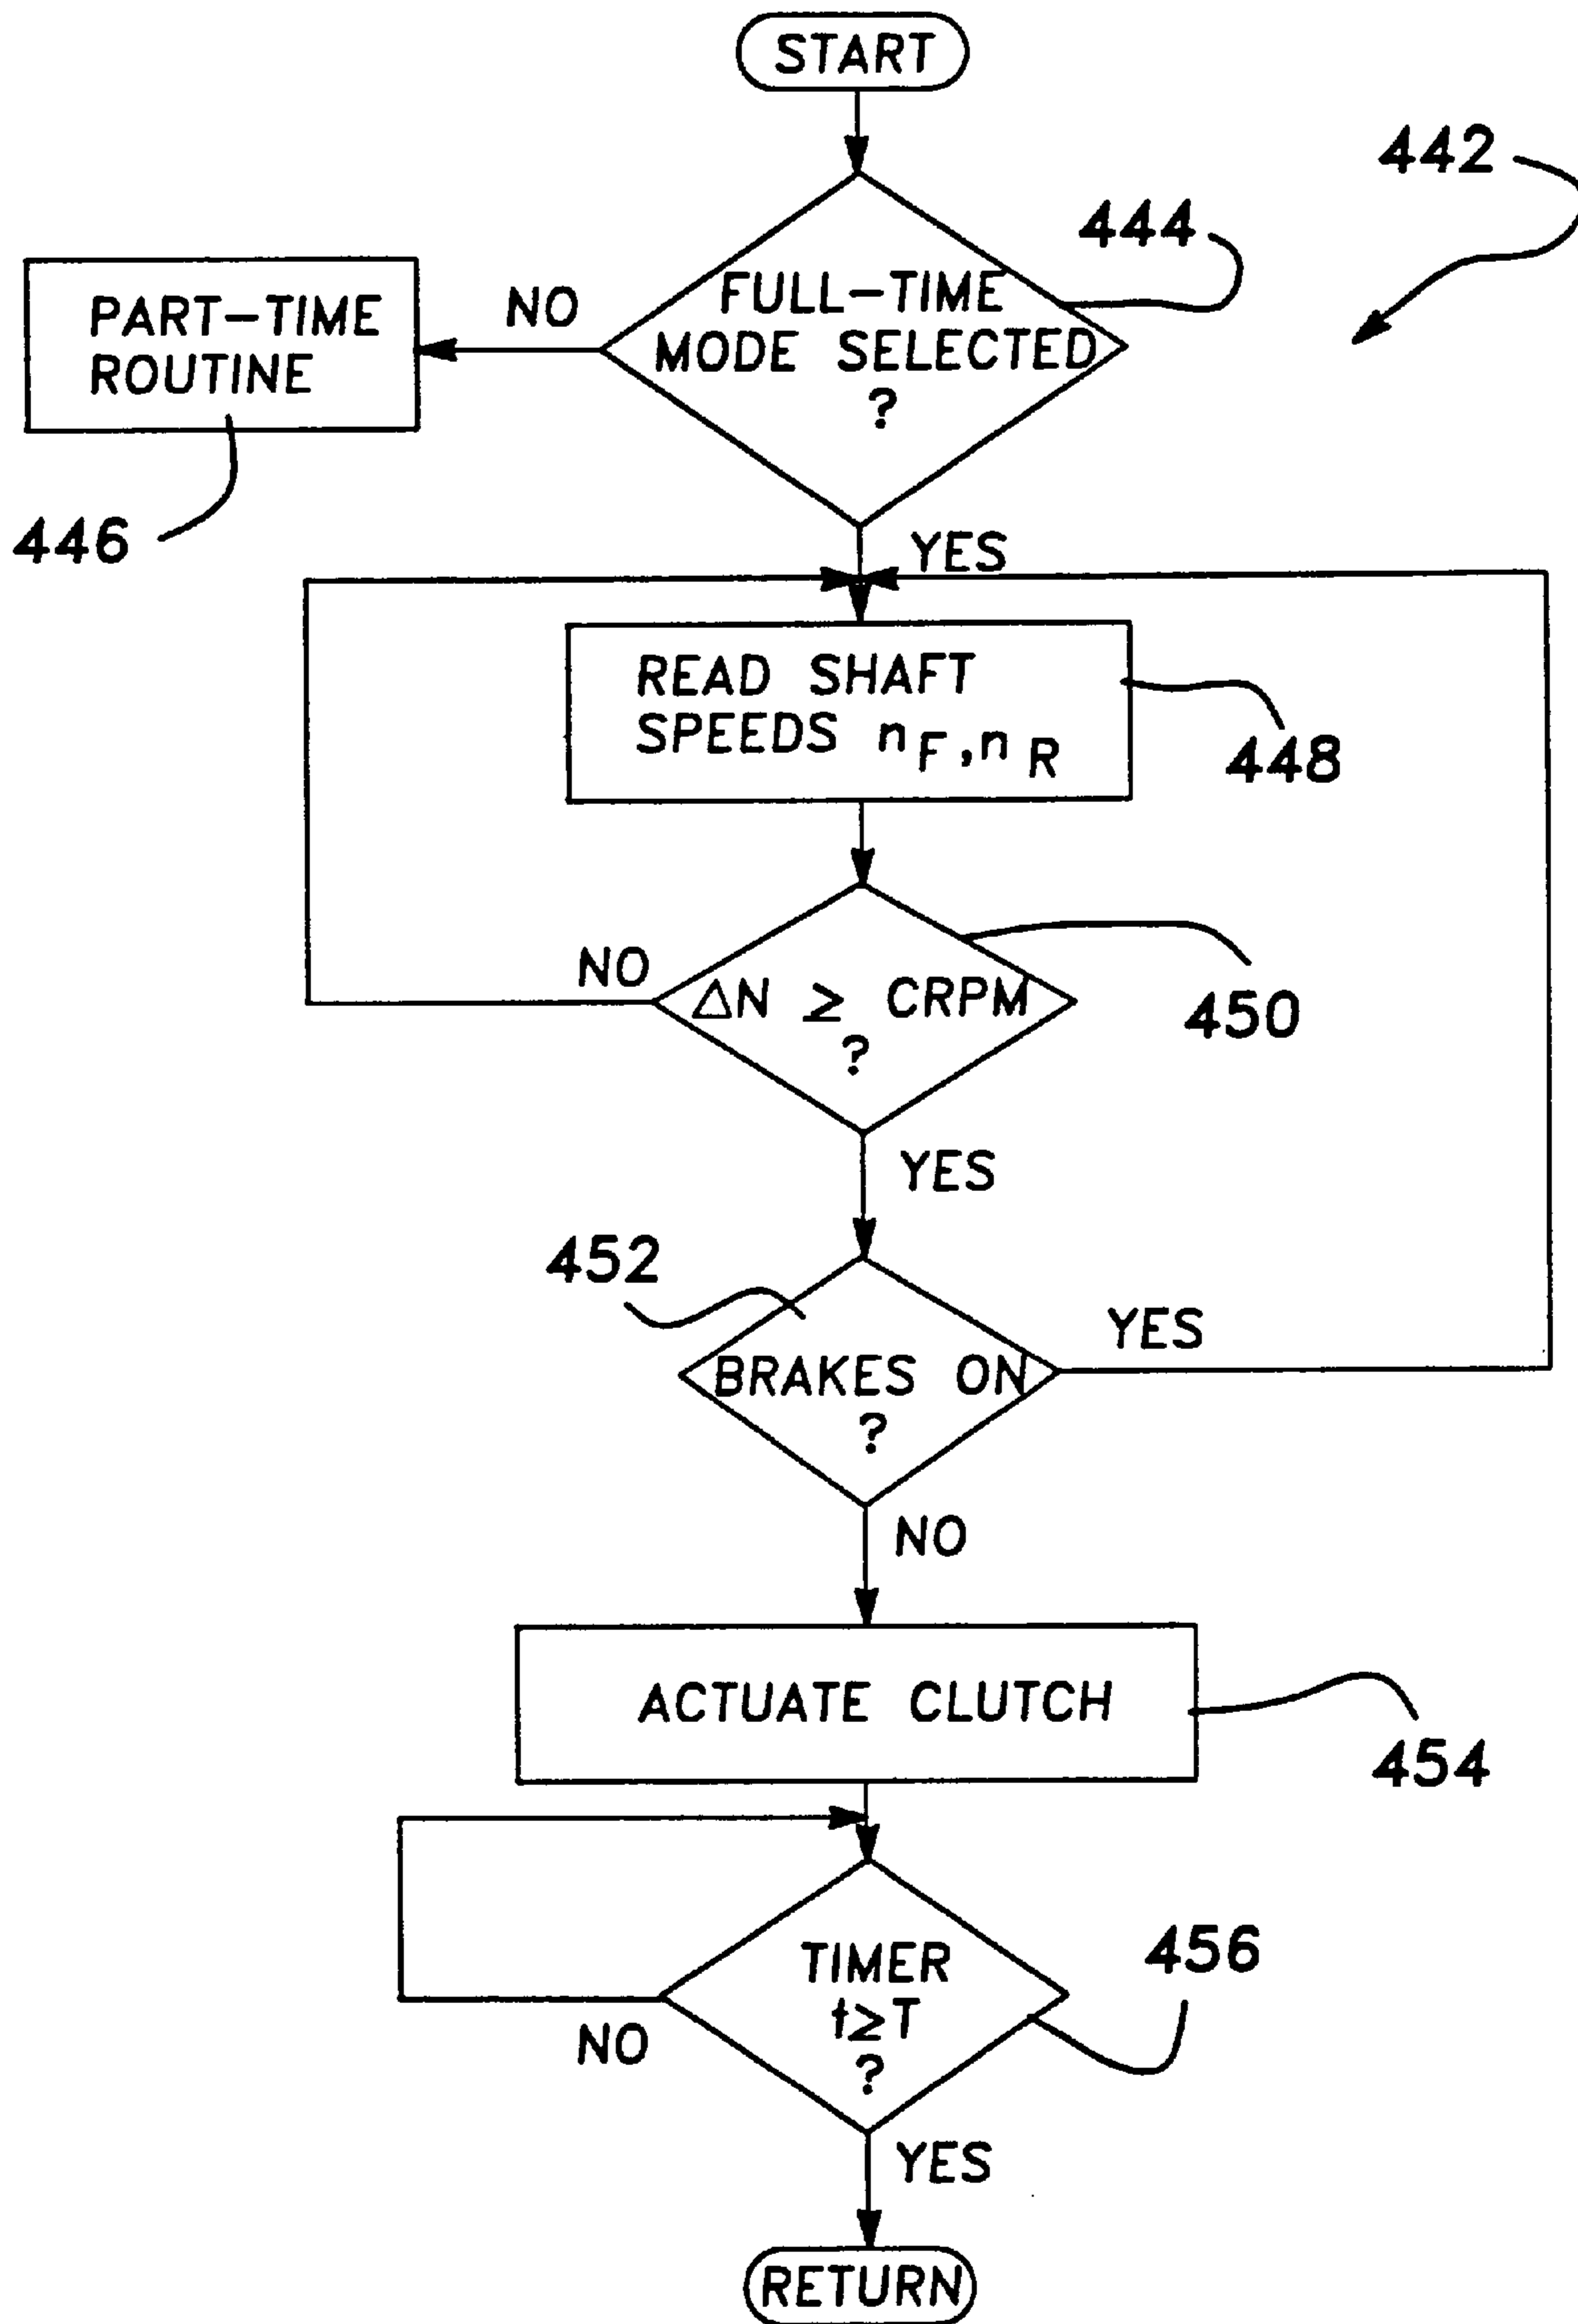 START
442
444
FULL-TIME
MODE SELECTED
?
NO
PART-TIME
ROUTINE
446
YES
READ SHAFT
SPEEDS nF,nR
448
NO
ΔN ≥ CRPM
?
450
YES
452
BRAKES ON
?
YES
NO
ACTUATE CLUTCH
454
TIMER
t≥T
?
456
NO
YES
RETURN